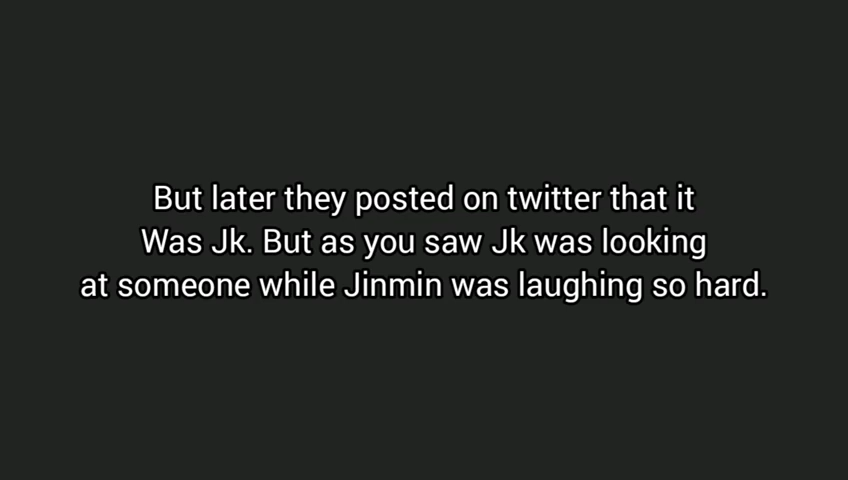 But later they posted on twitter that it
Was Jk. But as you saw Jk was looking
at someone while Jinmin was laughing so hard.